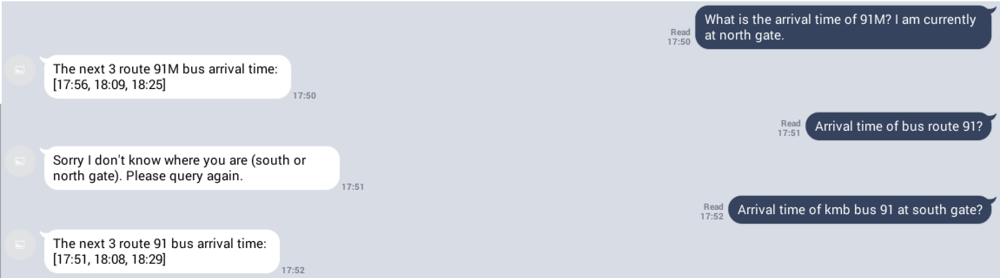 What is the arrival time of 91M? I am currently
at north gate.
Read
17:50
The next 3 route 91M bus arrival time:
[17:56, 18:09, 18:25]
17:50
Arrival time of bus route 91?
Read
17:51
Sorry I don't know where you are (south or
north gate). Please query again.
17:51
Arrival time of kmb bus 91 at south gate?
Read
17:52
The next 3 route 91 bus arrival time:
[17:51, 18:08, 18:29]
17:52